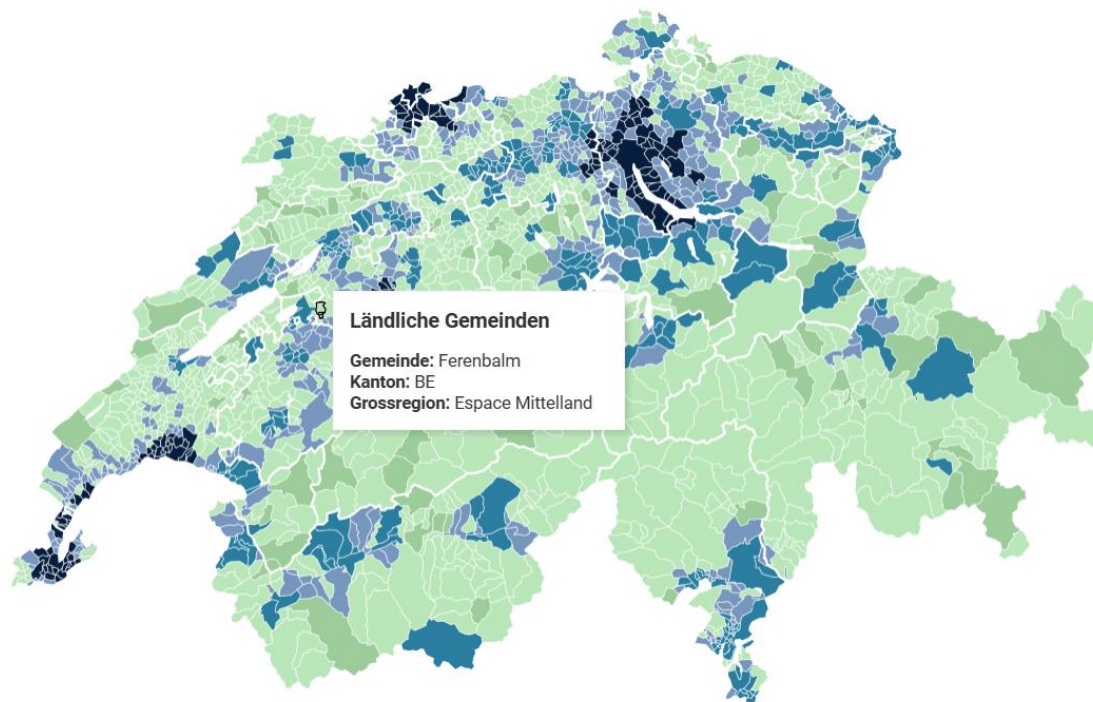 Ländliche Gemeinden
Gemeinde: Ferenbalm
Kanton: BE
Grossregion: Espace Mittelland